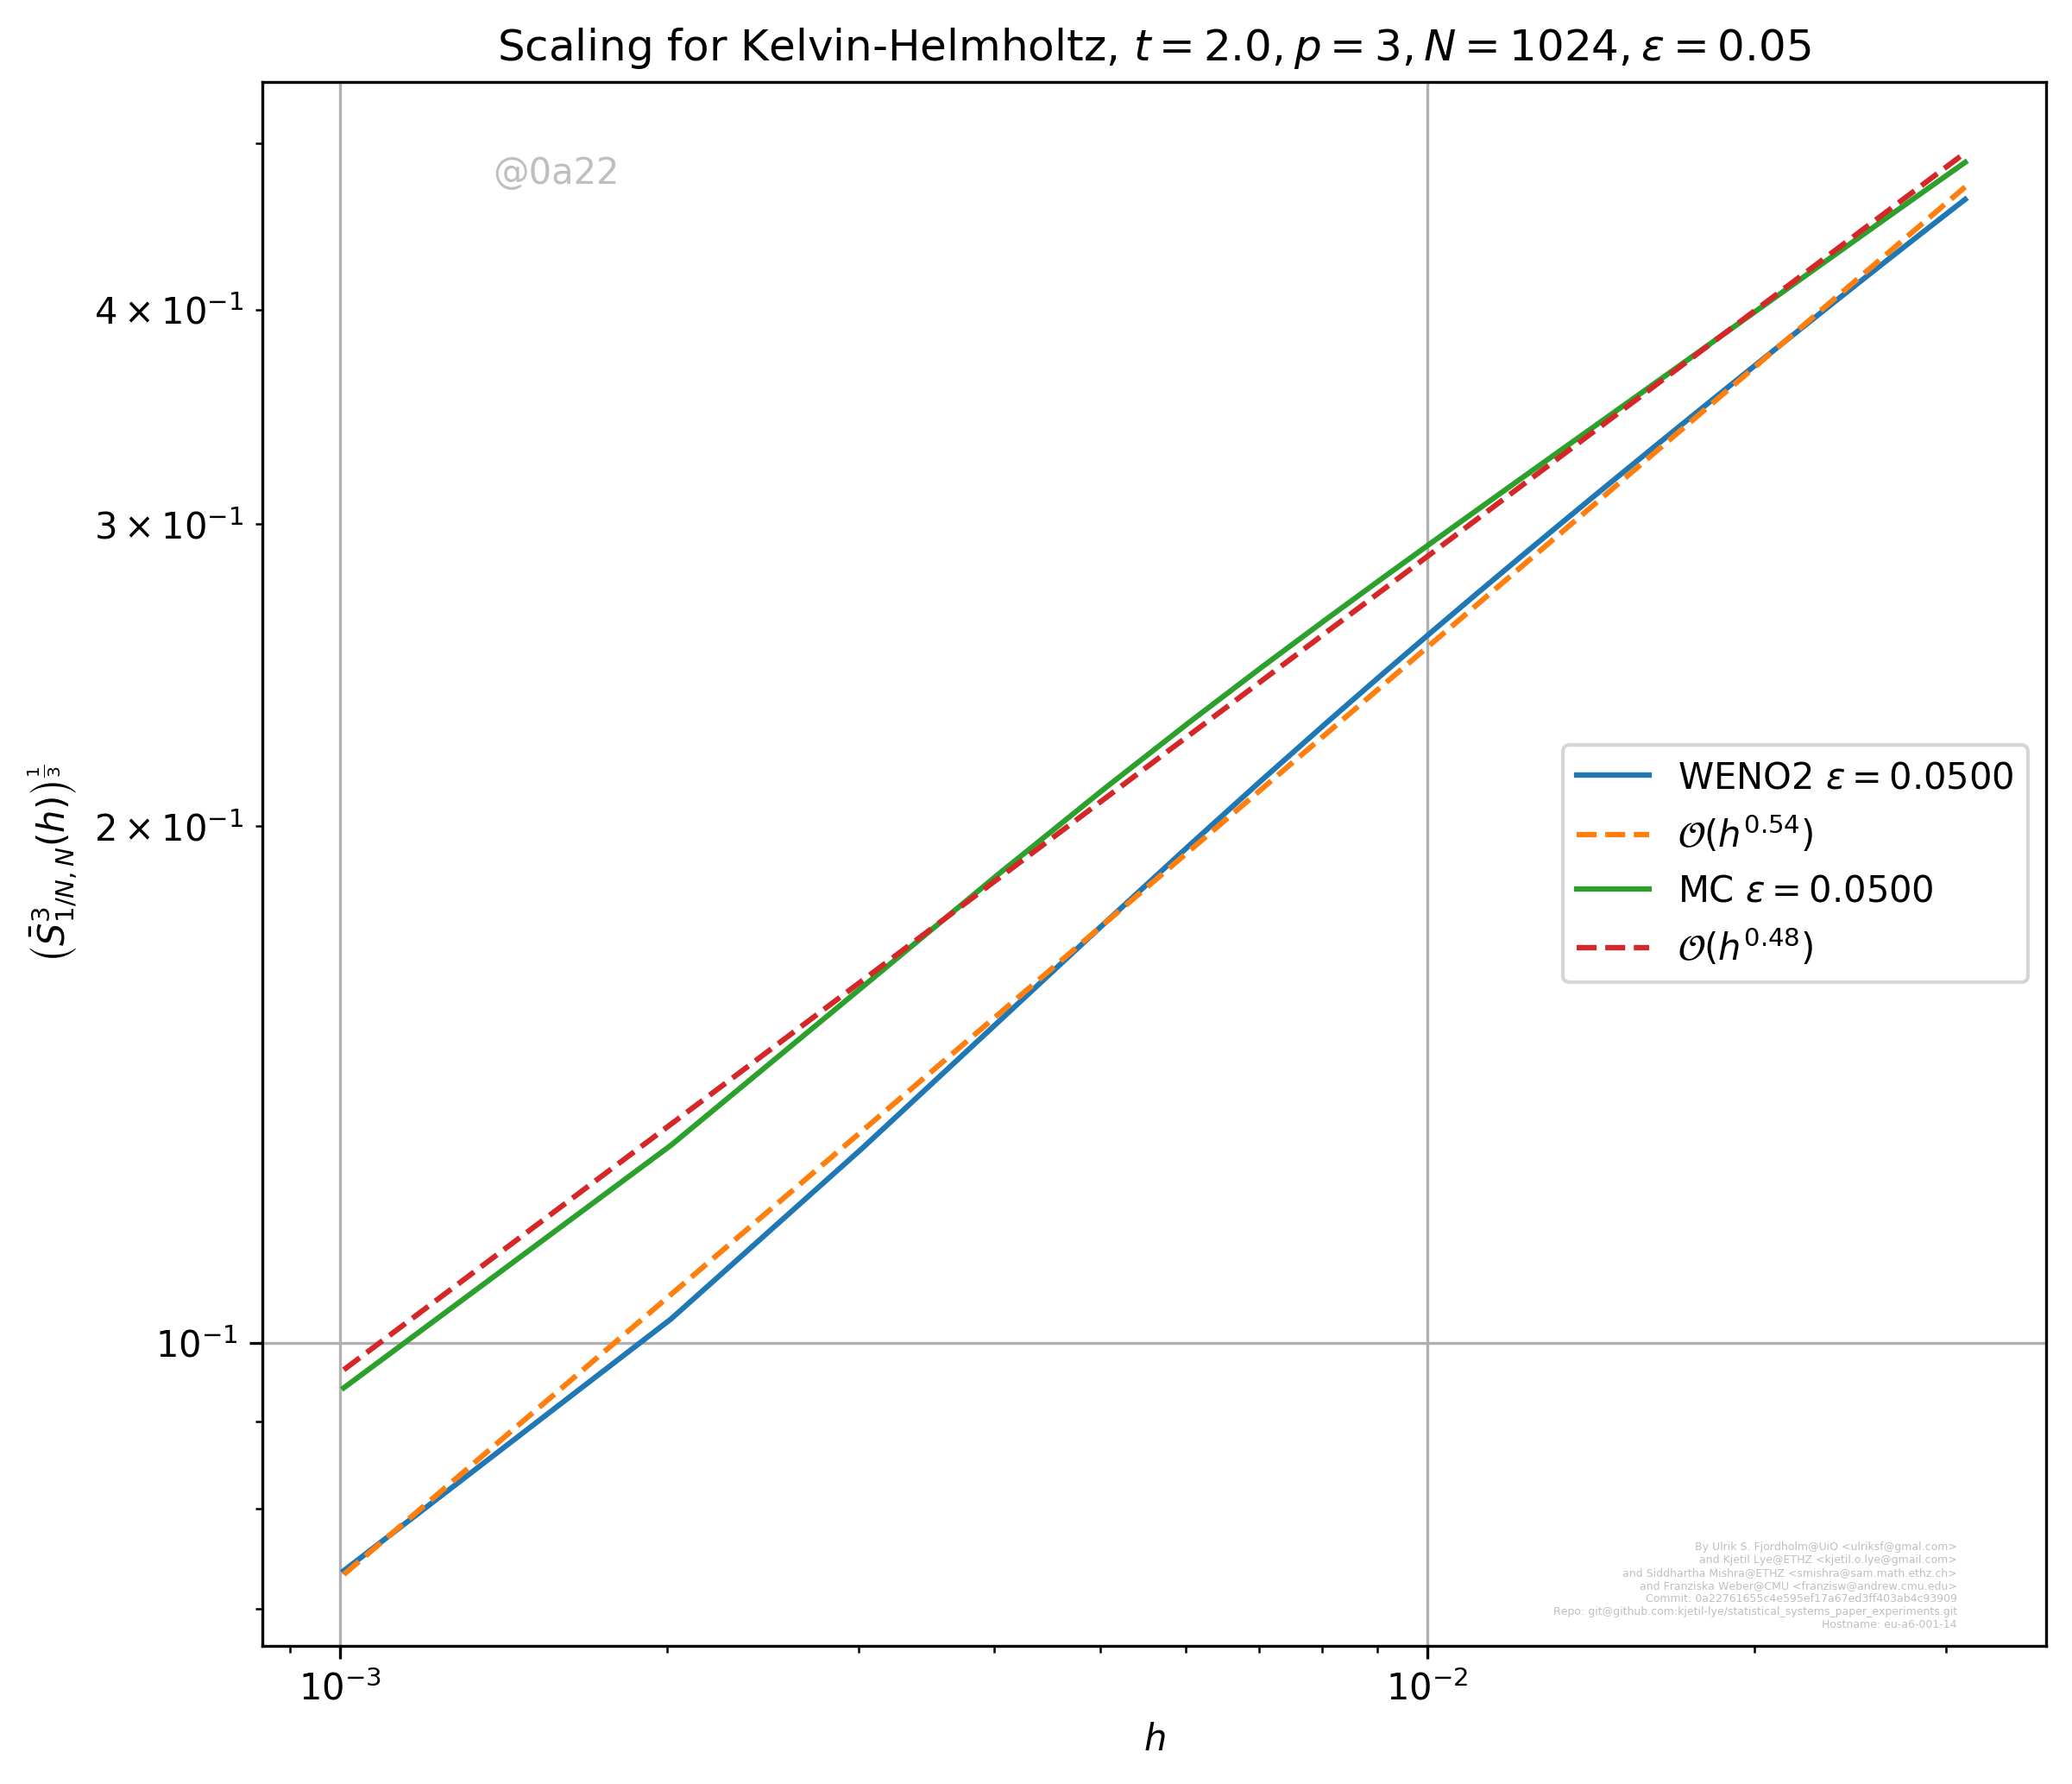 Scaling for Kelvin-Helmholtz, t = 2.0, p = 3, N = 1024, ε = 0.05
@0a22
4 × 10⁻¹
3 × 10⁻¹
2 × 10⁻¹
10⁻¹
(S̄³_{1/N,N}(h))^{1/3}
WENO2 ε = 0.0500
𝒪(h^{0.54})
MC ε = 0.0500
𝒪(h^{0.48})
By Ulrik S. Fjordholm@UiO <ulriksf@gmal.com>
and Kjetil Lye@ETHZ <kjetil.o.lye@gmail.com>
and Siddhartha Mishra@ETHZ <smishra@sam.math.ethz.ch>
and Franziska Weber@CMU <franzisw@andrew.cmu.edu>
Commit: 0a22761655c4e595ef17a67ed3ff403ab4c93909
Repo: git@github.com:kjetil-lye/statistical_systems_paper_experiments.git
Hostname: eu-a6-001-14
10⁻³
10⁻²
h